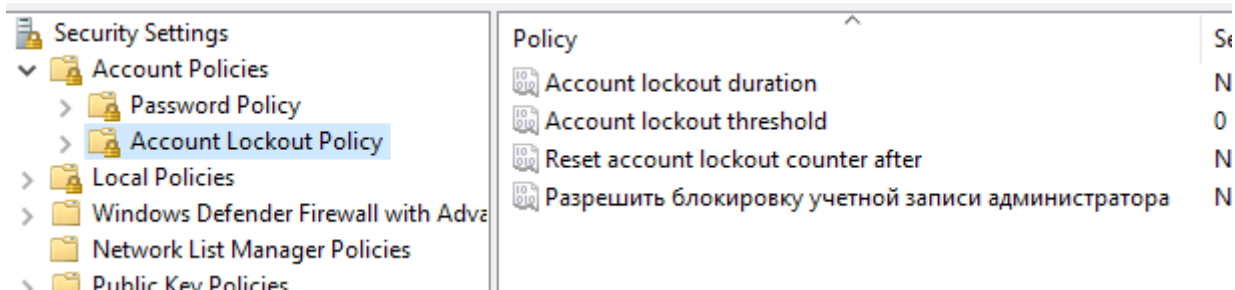 Security Settings
Account Policies
Password Policy
Account Lockout Policy
Local Policies
Windows Defender Firewall with Adva
Network List Manager Policies
Public Key Policies
Policy
Se
Account lockout duration
N
Account lockout threshold
0
Reset account lockout counter after
N
Разрешить блокировку учетной записи администратора
N